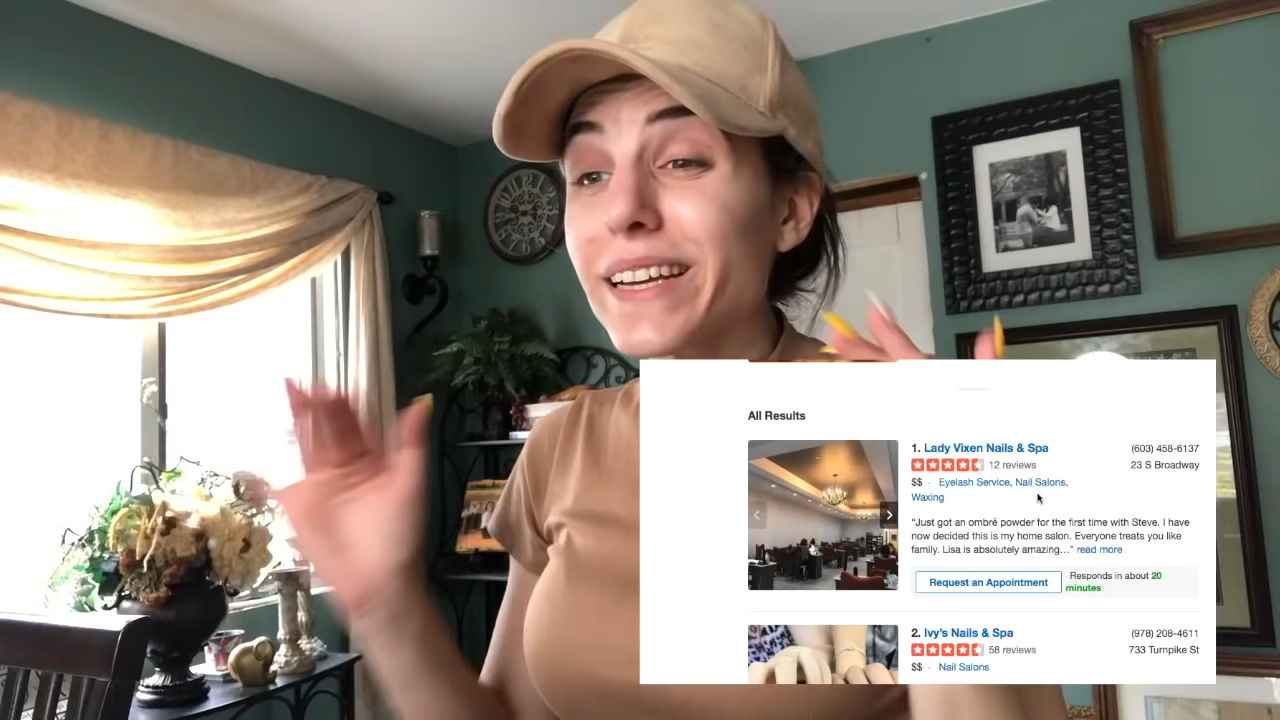 All Results
1. Lady Vixen Nails & Spa
(603) 458-6137
12 reviews
23 S Broadway
$$ · Eyelash Service, Nail Salons,
Waxing
“Just got an ombré powder for the first time with Steve. I have
now decided this is my home salon. Everyone treats you like
family. Lisa is absolutely amazing…” read more
Request an Appointment
Responds in about 20
minutes
2. Ivy's Nails & Spa
(978) 208-4611
58 reviews
733 Turnpike St
$$ · Nail Salons